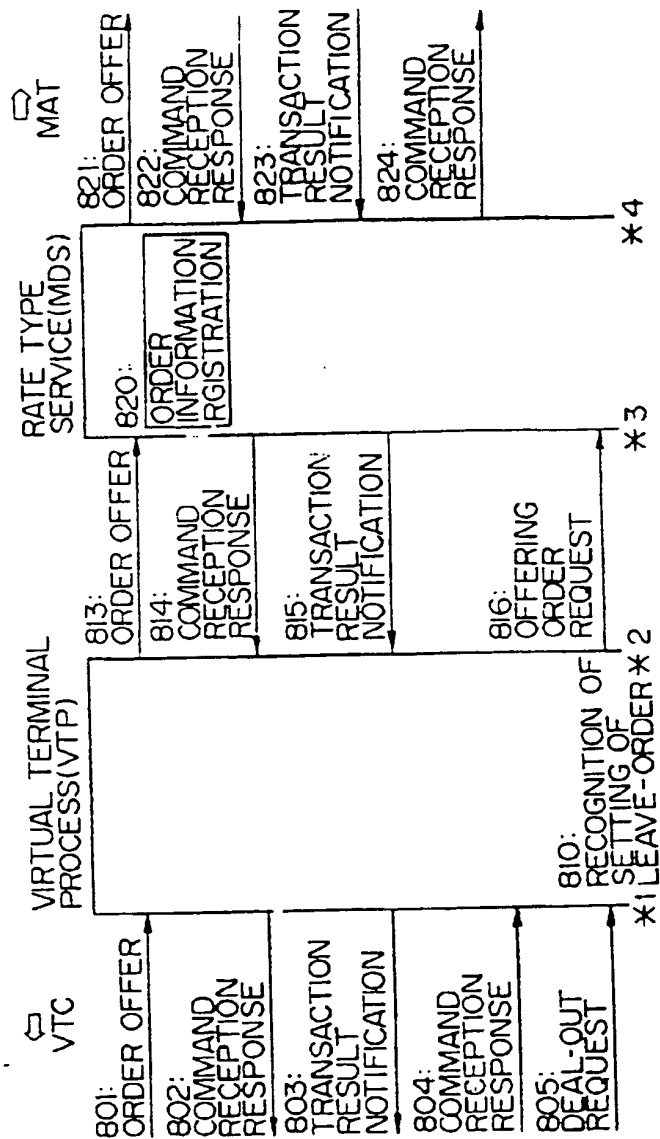 VTC
801:
ORDER OFFER
802:
COMMAND
RECEPTION
RESPONSE
803:
TRANSACTION
RESULT
NOTIFICATION
804:
COMMAND
RECEPTION
RESPONSE
805:
DEAL-OUT
REQUEST
VIRTUAL TERMINAL
PROCESS(VTP)
810:
RECOGNITION OF
SETTING OF
*1 LEAVE-ORDER *2
813:
ORDER OFFER
814:
COMMAND
RECEPTION
RESPONSE
815:
TRANSACTION
RESULT
NOTIFICATION
816:
OFFERING
ORDER
REQUEST
RATE TYPE
SERVICE(MDS)
820:
ORDER
INFORMATION
RGISTRATION
*3
*4
MAT
821:
ORDER OFFER
822:
COMMAND
RECEPTION
RESPONSE
823:
TRANSACTION
RESULT
NOTIFICATION
824:
COMMAND
RECEPTION
RESPONSE